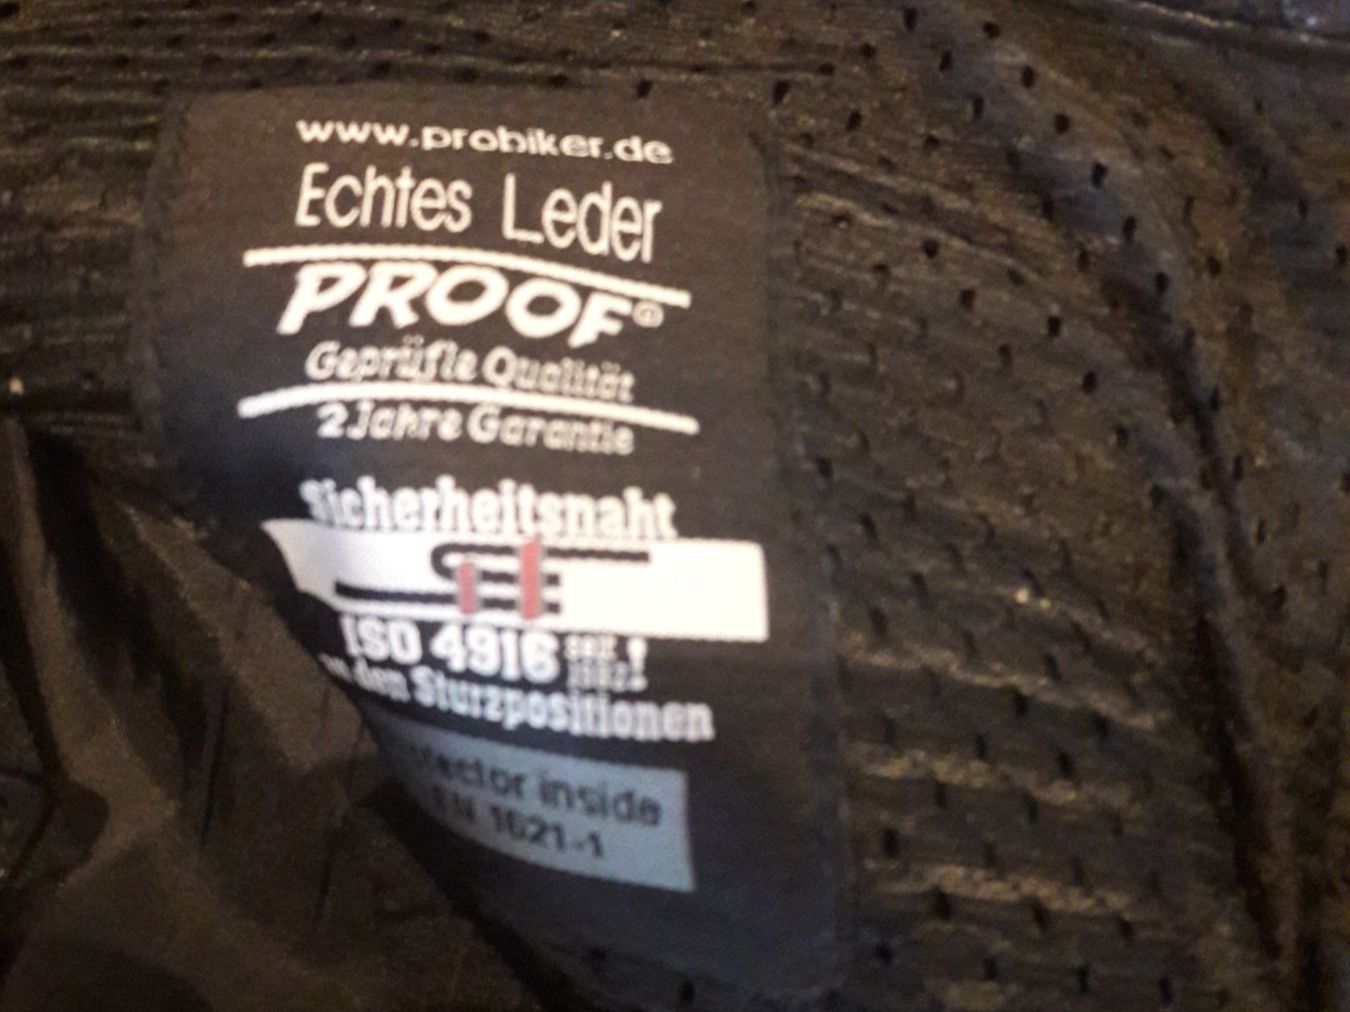 www.probiker.de
Echtes Leder
PROOF®
Geprüfte Qualität
2 Jahre Garantie
Sicherheitsnaht
ISO 4916 !
den Sturzpositionen
inside
EN 1621-1